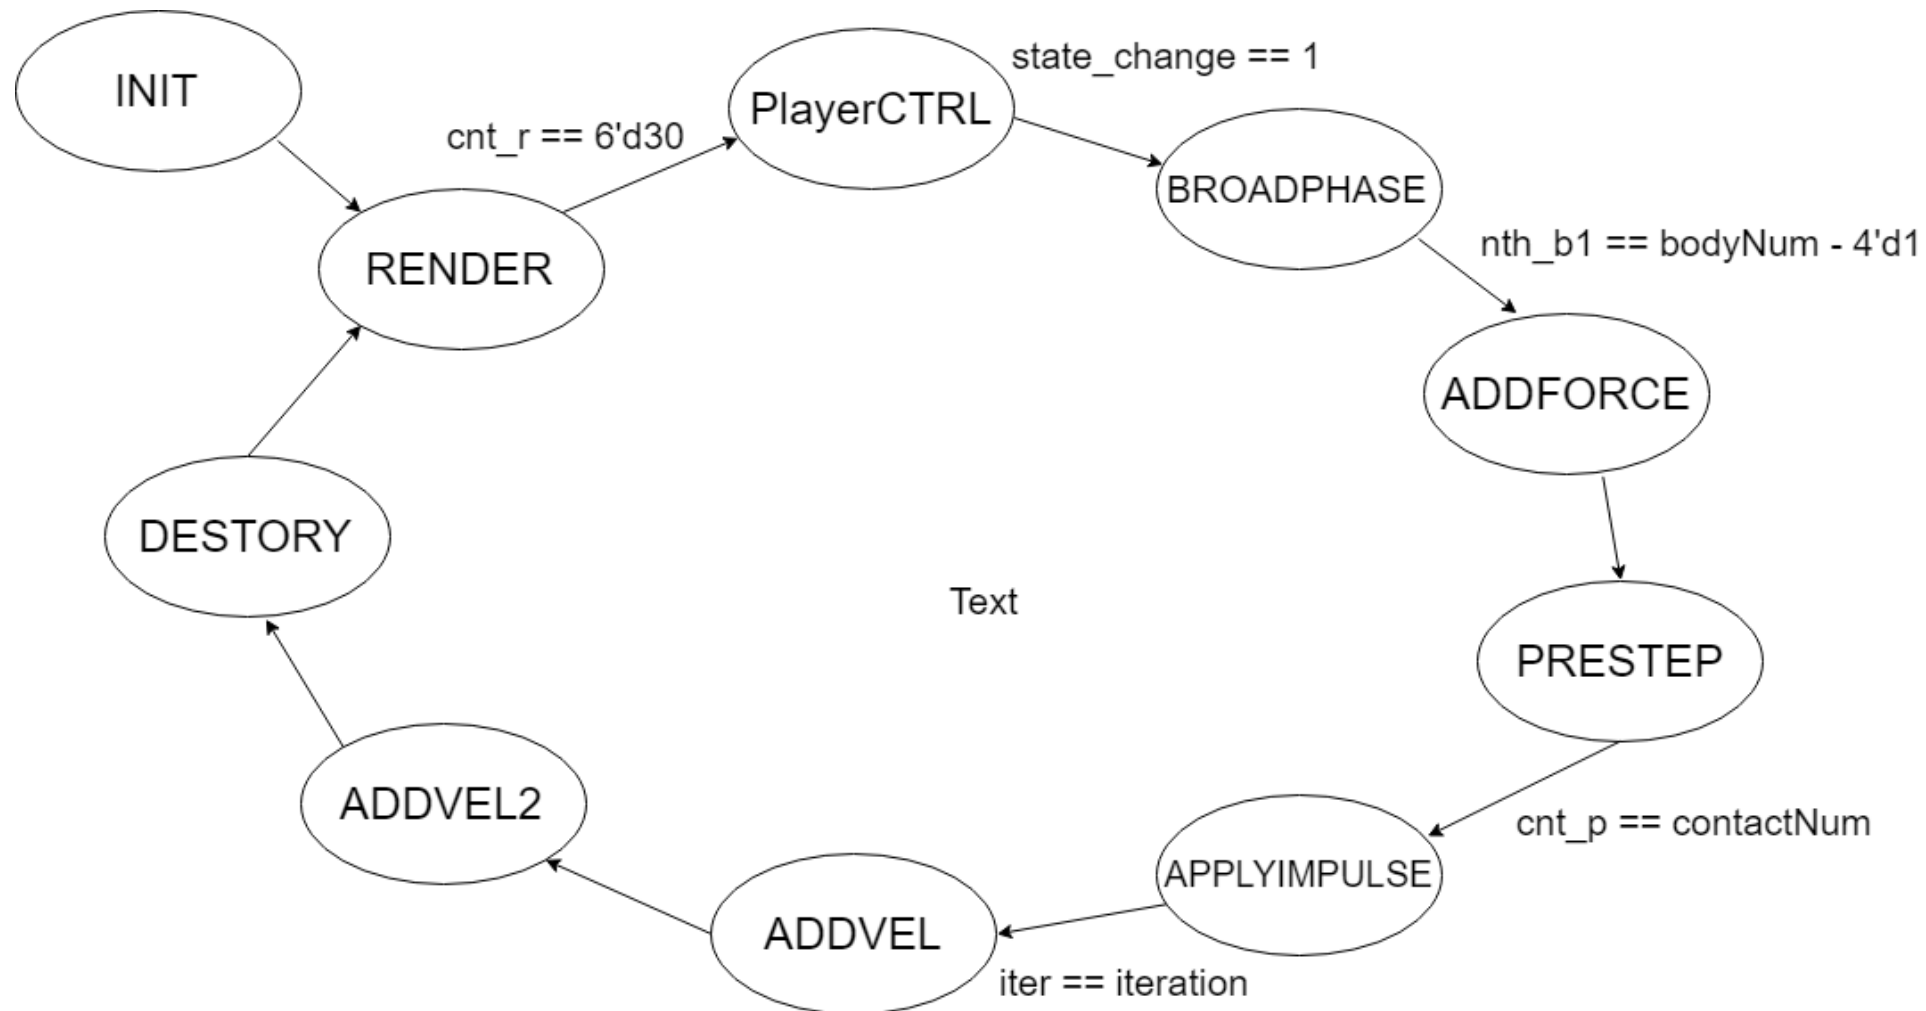 INIT
PlayerCTRL
state_change == 1
cnt_r == 6'd30
BROADPHASE
RENDER
nth_b1 == bodyNum - 4'd1
ADDFORCE
DESTORY
Text
PRESTEP
ADDVEL2
cnt_p == contactNum
APPLYIMPULSE
ADDVEL
iter == iteration